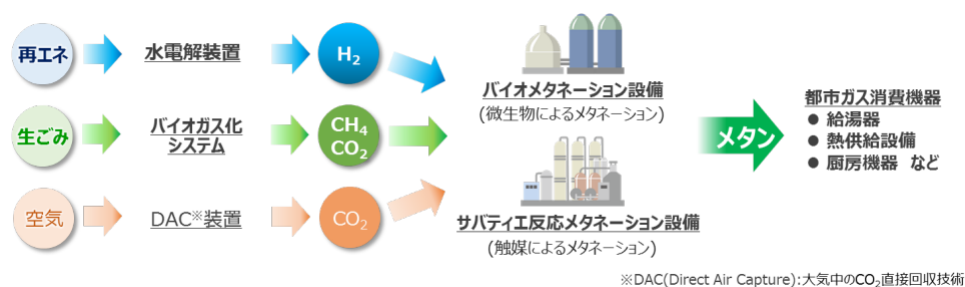 再エネ
水電解装置
H2
生ごみ
バイオガス化
システム
CH4
CO2
空気
DAC※装置
CO2
バイオメタネーション設備
(微生物によるメタネーション)
サバティエ反応メタネーション設備
(触媒によるメタネーション)
メタン
都市ガス消費機器
● 給湯器
● 熱供給設備
● 厨房機器 など
※DAC(Direct Air Capture):大気中のCO2直接回収技術